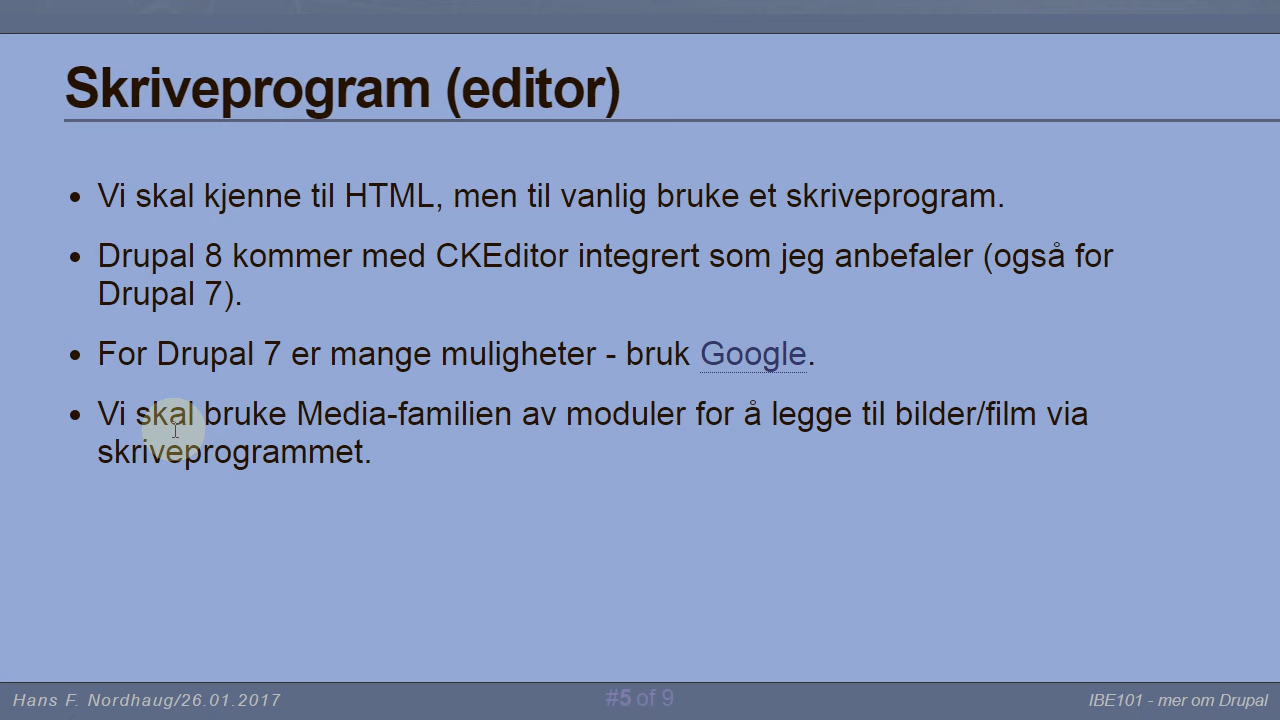 Skriveprogram (editor)
Vi skal kjenne til HTML, men til vanlig bruke et skriveprogram.
Drupal 8 kommer med CKEditor integrert som jeg anbefaler (også for
Drupal 7).
For Drupal 7 er mange muligheter - bruk Google.
Vi skal bruke Media-familien av moduler for å legge til bilder/film via
skriveprogrammet.
Hans F. Nordhaug/26.01.2017
#5 of 9
IBE101 - mer om Drupal